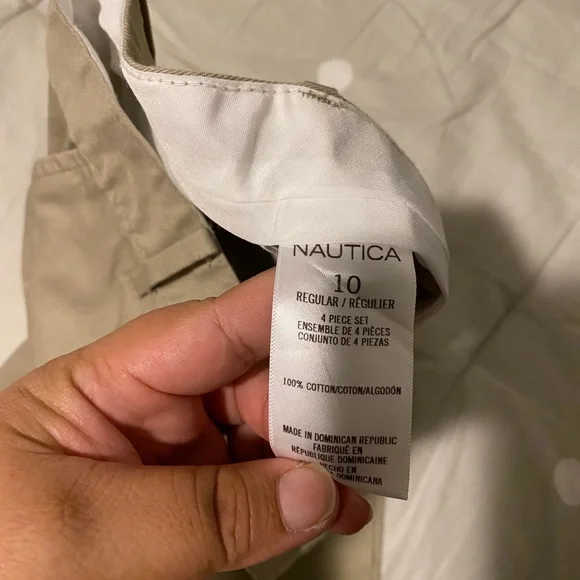 NAUTICA
10
REGULAR / RÉGULIER
4 PIECE SET
ENSEMBLE DE 4 PIÈCES
CONJUNTO DE 4 PIEZAS
100% COTTON/COTON/ALGODÓN
MADE IN DOMINICAN REPUBLIC
FABRIQUÉ EN
RÉPUBLIQUE DOMINICAINE
HECHO EN
DOMINICANA